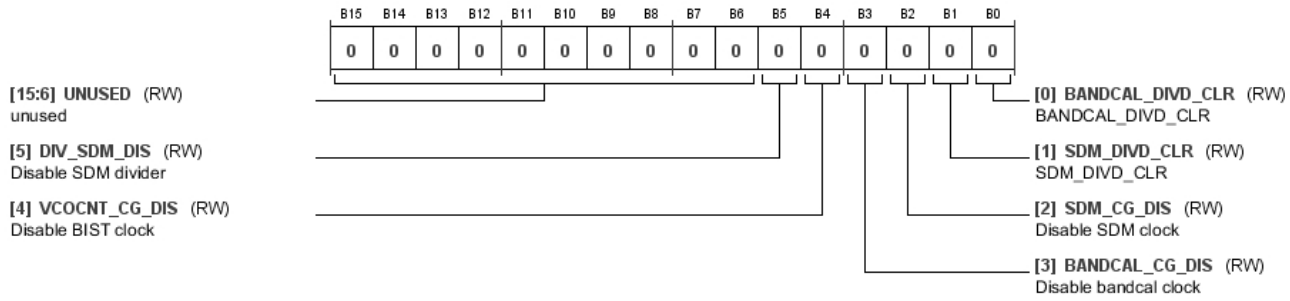 B15 B14 B13 B12 B11 B10 B9 B8 B7 B6 B5 B4 B3 B2 B1 B0
0 0 0 0 0 0 0 0 0 0 0 0 0 0 0 0
[15:6] UNUSED (RW)
unused
[5] DIV_SDM_DIS (RW)
Disable SDM divider
[4] VCOCNT_CG_DIS (RW)
Disable BIST clock
[0] BANDCAL_DIVD_CLR (RW)
BANDCAL_DIVD_CLR
[1] SDM_DIVD_CLR (RW)
SDM_DIVD_CLR
[2] SDM_CG_DIS (RW)
Disable SDM clock
[3] BANDCAL_CG_DIS (RW)
Disable bandcal clock